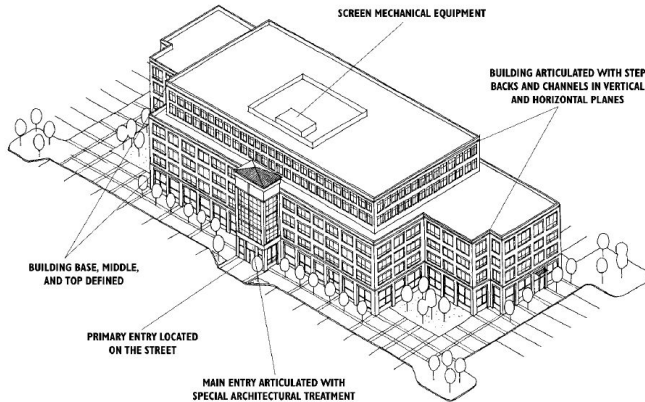 SCREEN MECHANICAL EQUIPMENT
BUILDING ARTICULATED WITH STEP
BACKS AND CHANNELS IN VERTICAL
AND HORIZONTAL PLANES
BUILDING BASE, MIDDLE,
AND TOP DEFINED
PRIMARY ENTRY LOCATED
ON THE STREET
MAIN ENTRY ARTICULATED WITH
SPECIAL ARCHITECTURAL TREATMENT